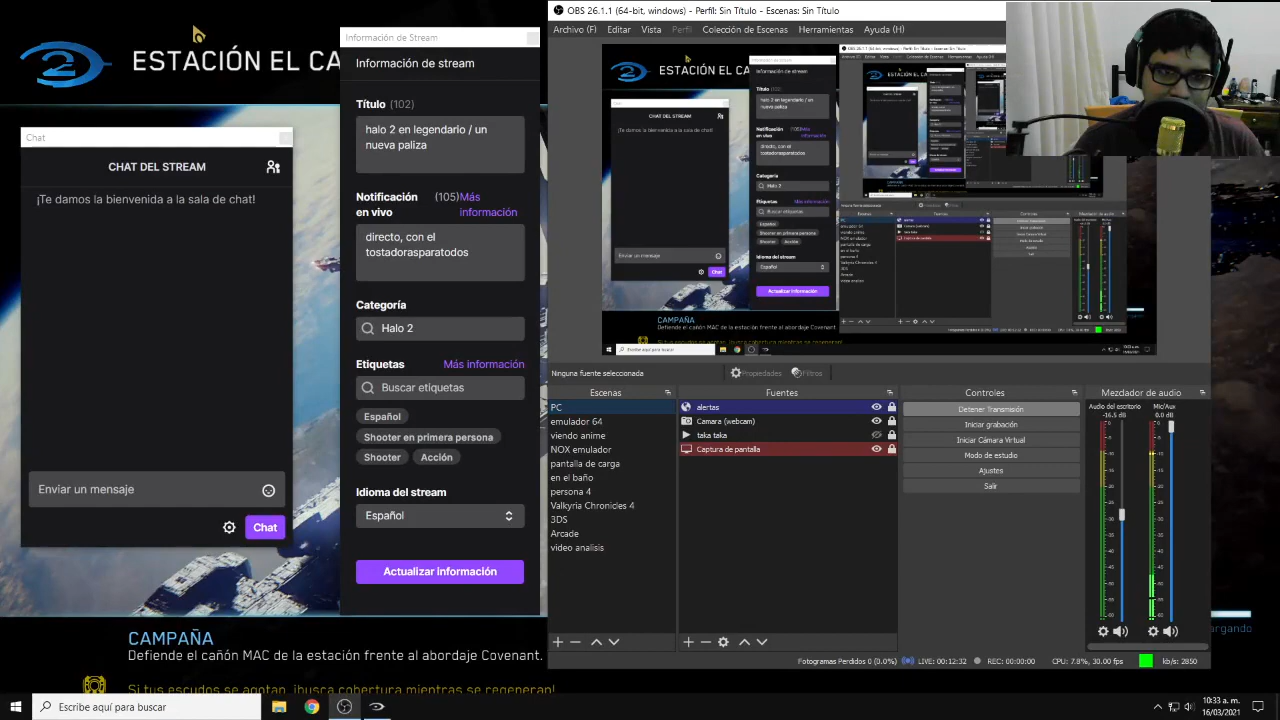 ESTACIÓN EL CA
Información de Stream
Información de stream
Título (102)
halo 2 en legendario / un
nueva paliza
Notificación (105)Más
en vivo información
directo, con el
tostadorasparatodos
Categoría
Halo 2
Etiquetas Más información
Buscar etiquetas
Español
Shooter en primera persona
Shooter Acción
Idioma del stream
Español
Actualizar información
Chat
CHAT DEL STREAM
¡Te damos la bienvenida a la sala de chat!
Enviar un mensaje
Chat
CAMPAÑA
Defiende el cañón MAC de la estación frente al abordaje Covenant.
Si tus escudos se agotan, ¡busca cobertura mientras se regeneran!
OBS 26.1.1 (64-bit, windows) - Perfil: Sin Título - Escenas: Sin Título
Archivo (F) Editar Vista Perfil Colección de Escenas Herramientas Ayuda (H)
Ninguna fuente seleccionada Propiedades Filtros
Escenas
PC
emulador 64
viendo anime
NOX emulador
pantalla de carga
en el baño
persona 4
Valkyria Chronicles 4
3DS
Arcade
video analisis
Fuentes
alertas
Camara (webcam)
taka taka
Captura de pantalla
Controles
Detener Transmisión
Iniciar grabación
Iniciar Cámara Virtual
Modo de estudio
Ajustes
Salir
Mezclador de audio
Audio del escritorio Mic/Aux
-16.5 dB 0.0 dB
Fotogramas Perdidos 0 (0.0%) LIVE: 00:12:32 REC: 00:00:00 CPU: 7.8%, 30.00 fps kb/s: 2850
argando
Escribe aquí para buscar
10:33 a.m.
16/03/2021